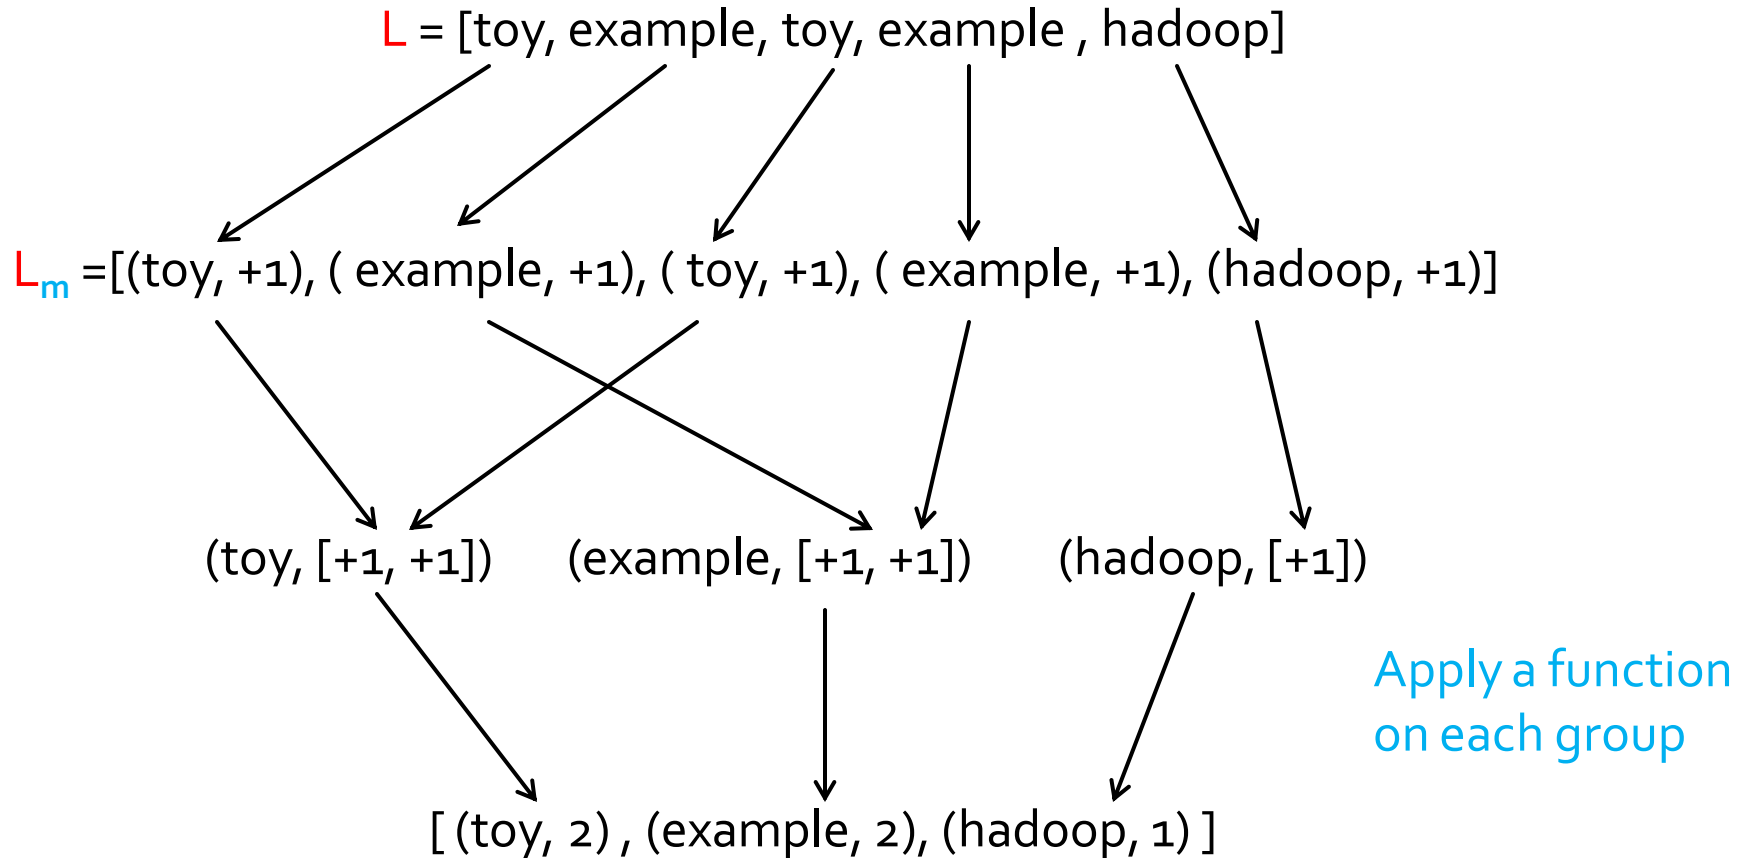 L = [toy, example, toy, example , hadoop]
Lm =[(toy, +1), ( example, +1), ( toy, +1), ( example, +1), (hadoop, +1)]
(toy, [+1, +1]) (example, [+1, +1]) (hadoop, [+1])
Apply a function
on each group
[ (toy, 2) , (example, 2), (hadoop, 1) ]